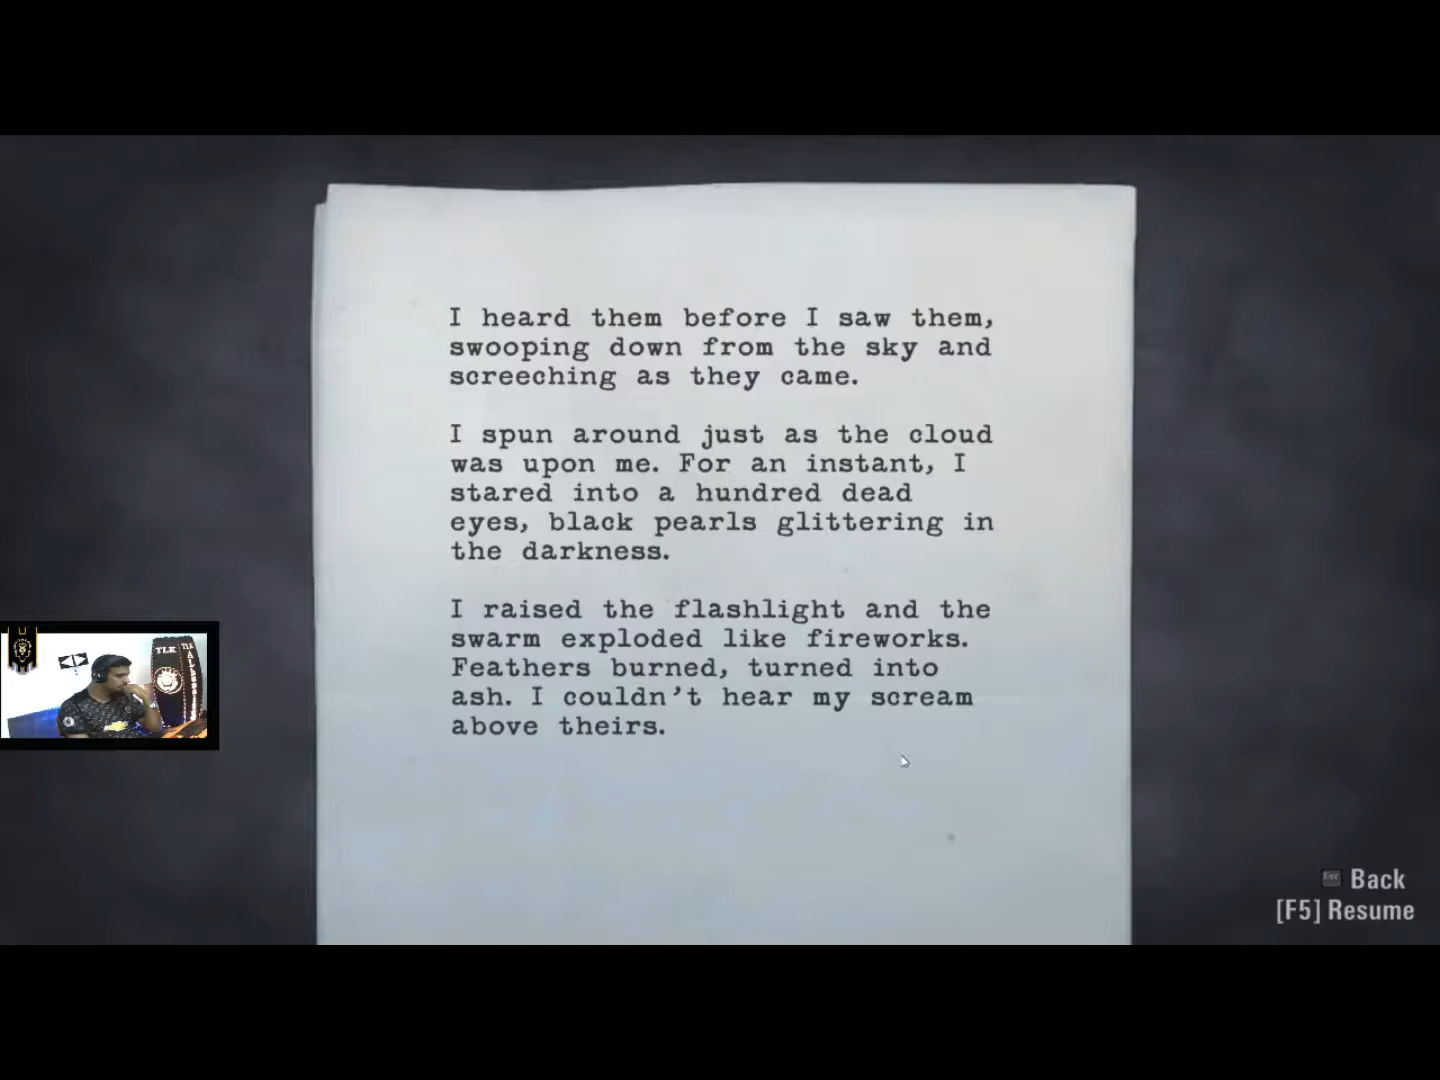 I heard them before I saw them,
swooping down from the sky and
screeching as they came.
I spun around just as the cloud
was upon me. For an instant, I
stared into a hundred dead
eyes, black pearls glittering in
the darkness.
I raised the flashlight and the
swarm exploded like fireworks.
Feathers burned, turned into
ash. I couldn't hear my scream
above theirs.
TLK
TLK
Esc Back
[F5] Resume